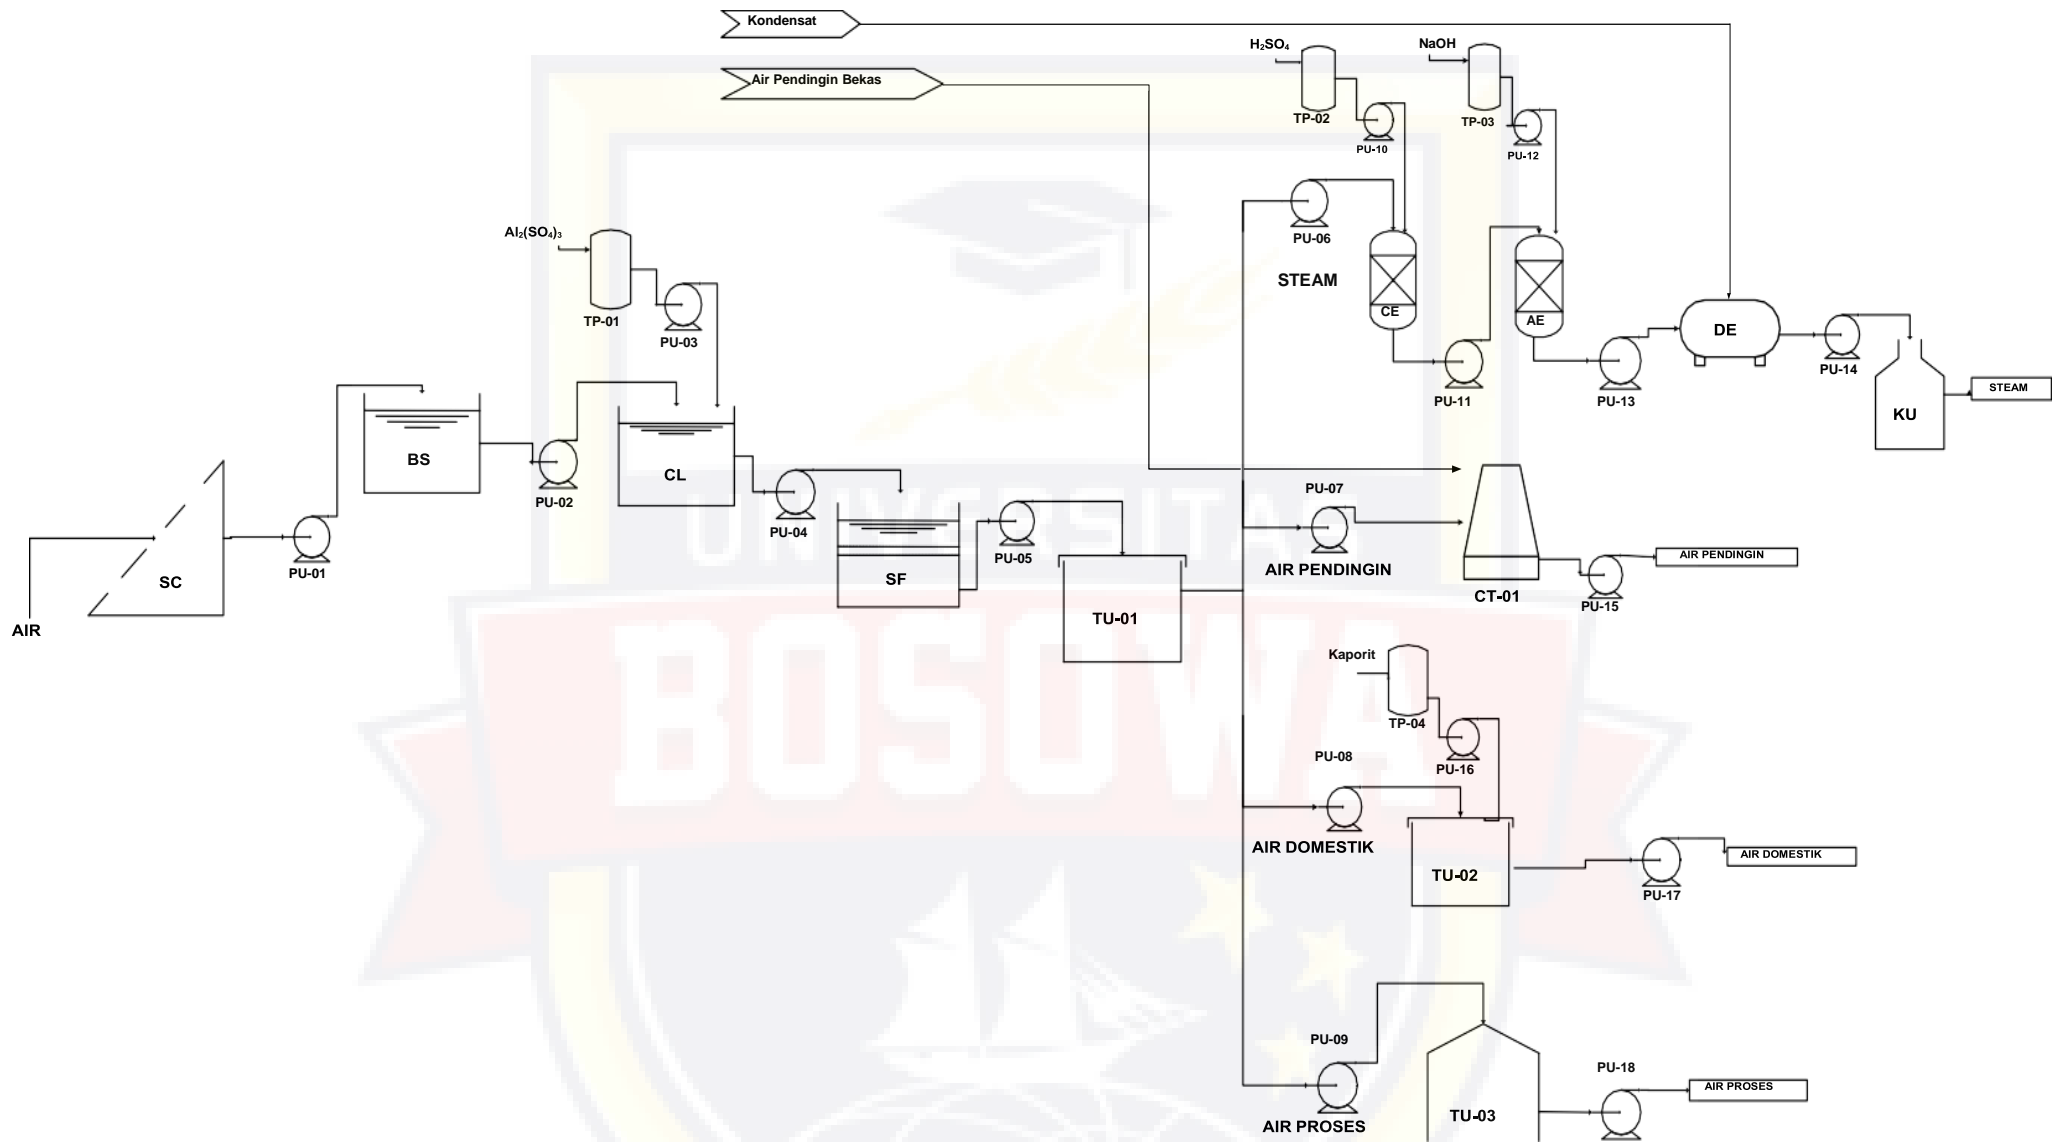 Kondensat
Air Pendingin Bekas
H₂SO₄
NaOH
TP-02
TP-03
PU-10
PU-12
Al₂(SO₄)₃
TP-01
PU-03
PU-06
STEAM
CE
AE
DE
PU-11
PU-13
PU-14
STEAM
KU
BS
PU-02
CL
PU-04
SC
PU-01
AIR
SF
PU-05
TU-01
PU-07
AIR PENDINGIN
CT-01
PU-15
AIR PENDINGIN
Kaporit
TP-04
PU-16
PU-08
AIR DOMESTIK
TU-02
PU-17
AIR DOMESTIK
PU-09
AIR PROSES
TU-03
PU-18
AIR PROSES
UNIVERSITAS
BOSOWA